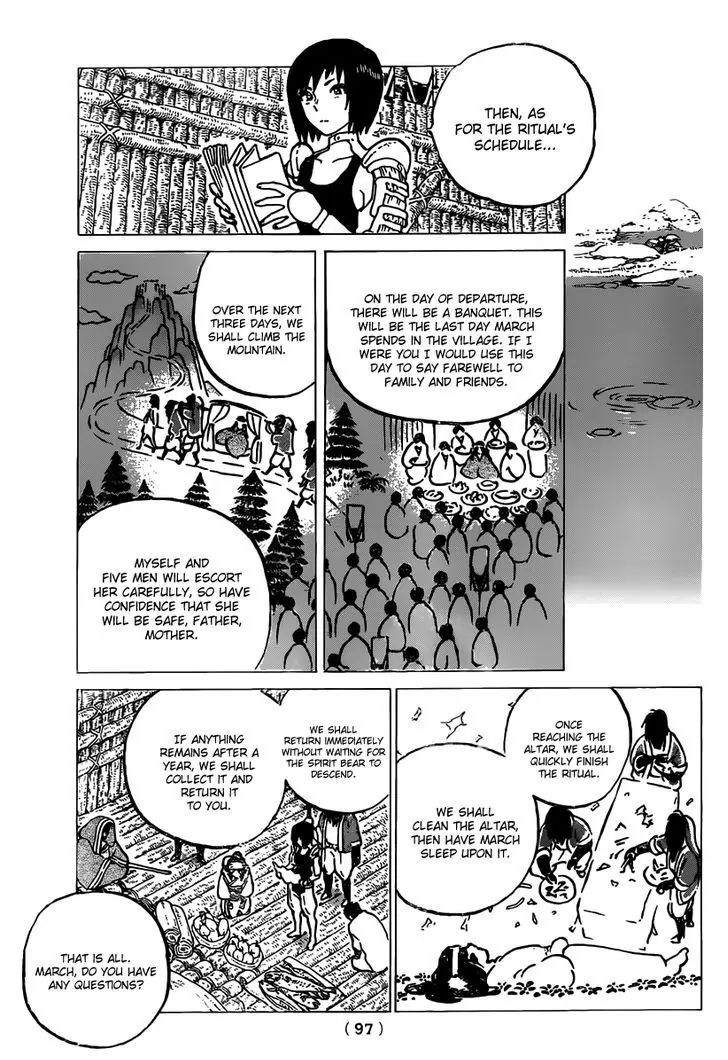 THEN, AS
FOR THE RITUAL'S
SCHEDULE...
ON THE DAY OF DEPARTURE,
THERE WILL BE A BANQUET. THIS
WILL BE THE LAST DAY MARCH
SPENDS IN THE VILLAGE. IF I
WERE YOU I WOULD USE THIS
DAY TO SAY FAREWELL TO
FAMILY AND FRIENDS.
OVER THE NEXT
THREE DAYS, WE
SHALL CLIMB THE
MOUNTAIN.
MYSELF AND
FIVE MEN WILL ESCORT
HER CAREFULLY, SO HAVE
CONFIDENCE THAT SHE
WILL BE SAFE, FATHER,
MOTHER.
ONCE
REACHING THE
ALTAR, WE SHALL
QUICKLY FINISH
THE RITUAL.
WE SHALL
CLEAN THE ALTAR,
THEN HAVE MARCH
SLEEP UPON IT.
WE SHALL
RETURN IMMEDIATELY
WITHOUT WAITING FOR
THE SPIRIT BEAR TO
DESCEND.
IF ANYTHING
REMAINS AFTER A
YEAR, WE SHALL
COLLECT IT AND
RETURN IT
TO YOU.
THAT IS ALL.
MARCH, DO YOU HAVE
ANY QUESTIONS?
( 97 )